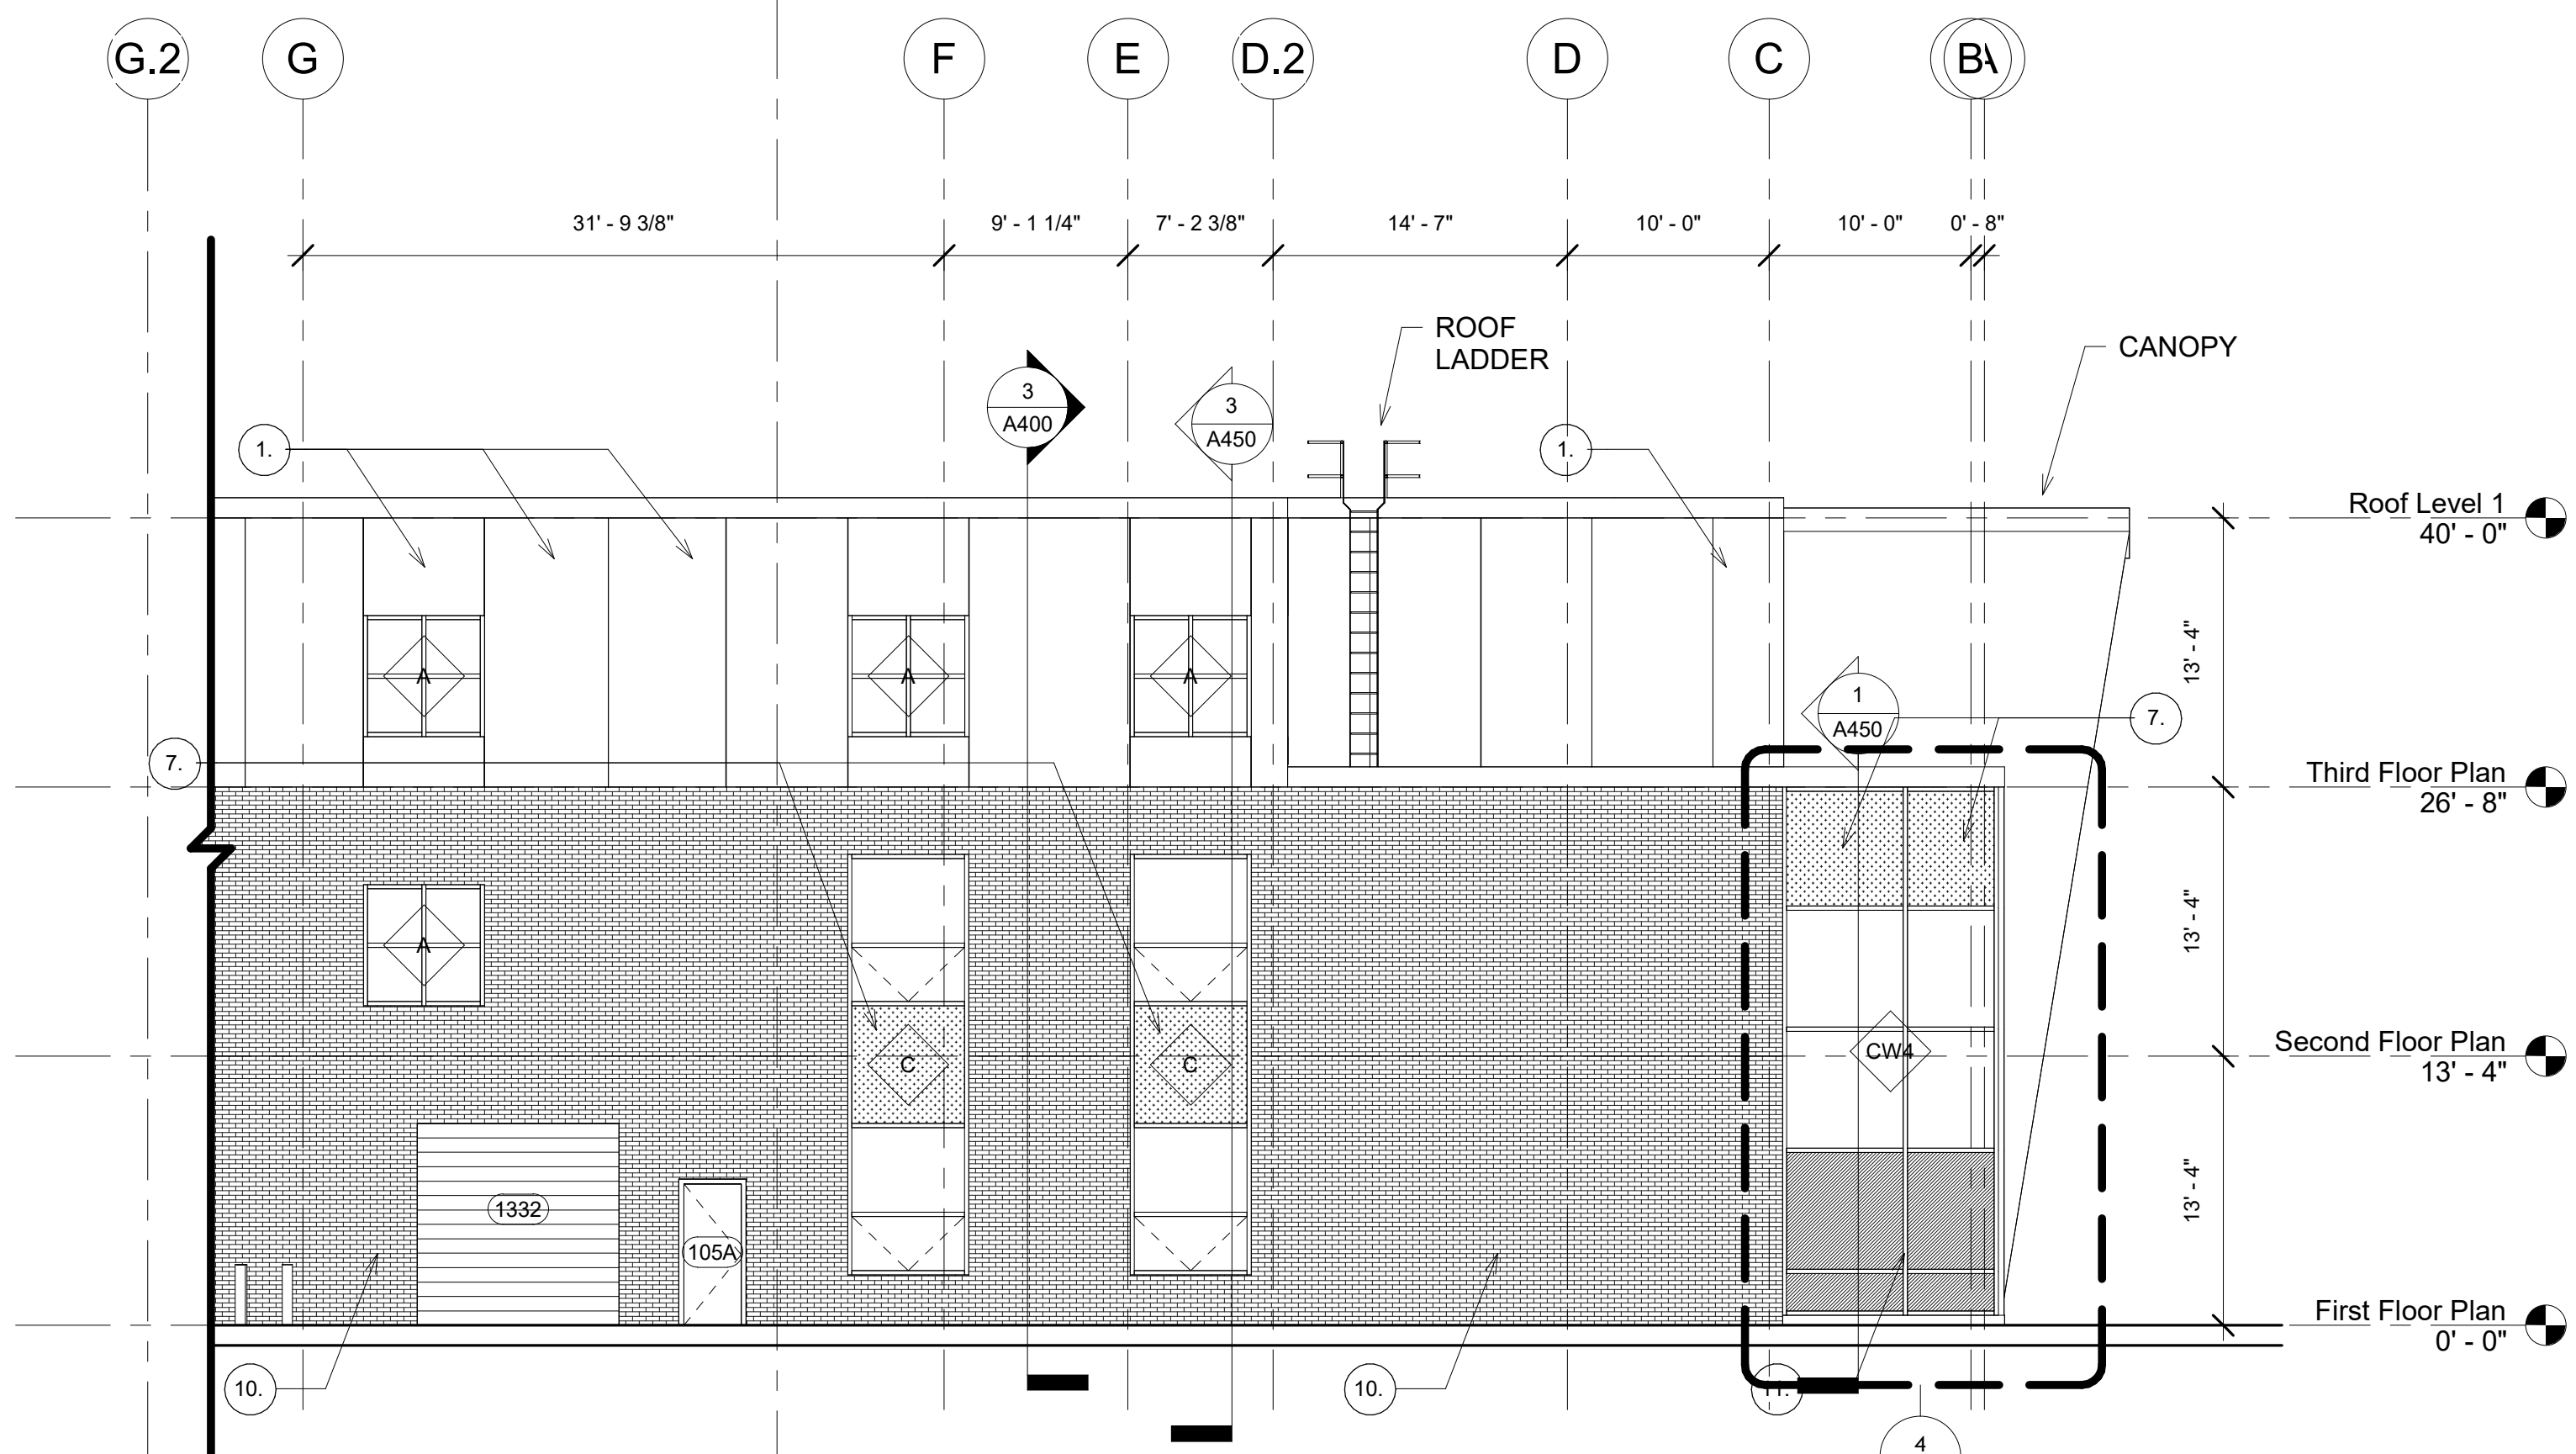 G.2
G
F
E
D.2
D
C
B
A
31' - 9 3/8"
9' - 1 1/4"
7' - 2 3/8"
14' - 7"
10' - 0"
10' - 0"
0' - 8"
ROOF
LADDER
CANOPY
3
A400
3
A450
1.
1.
Roof Level 1
40' - 0"
13' - 4"
A
A
A
1
A450
7.
7.
Third Floor Plan
26' - 8"
13' - 4"
A
C
C
CW4
Second Floor Plan
13' - 4"
13' - 4"
1332
105A
First Floor Plan
0' - 0"
10.
10.
11.
4